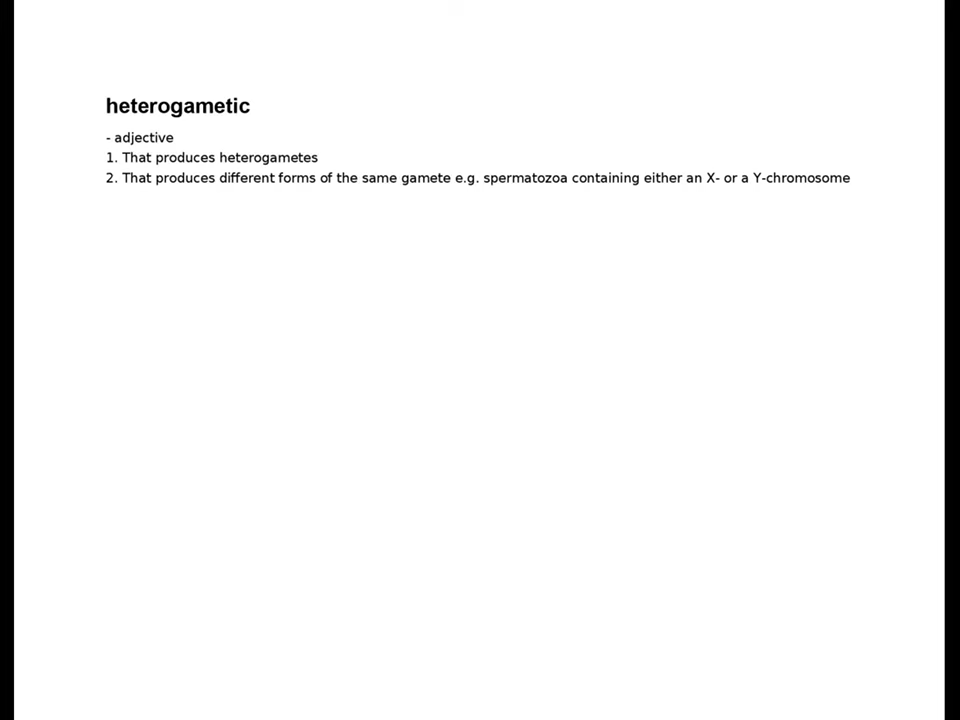 heterogametic
- adjective
1. That produces heterogametes
2. That produces different forms of the same gamete e.g. spermatozoa containing either an X- or a Y-chromosome